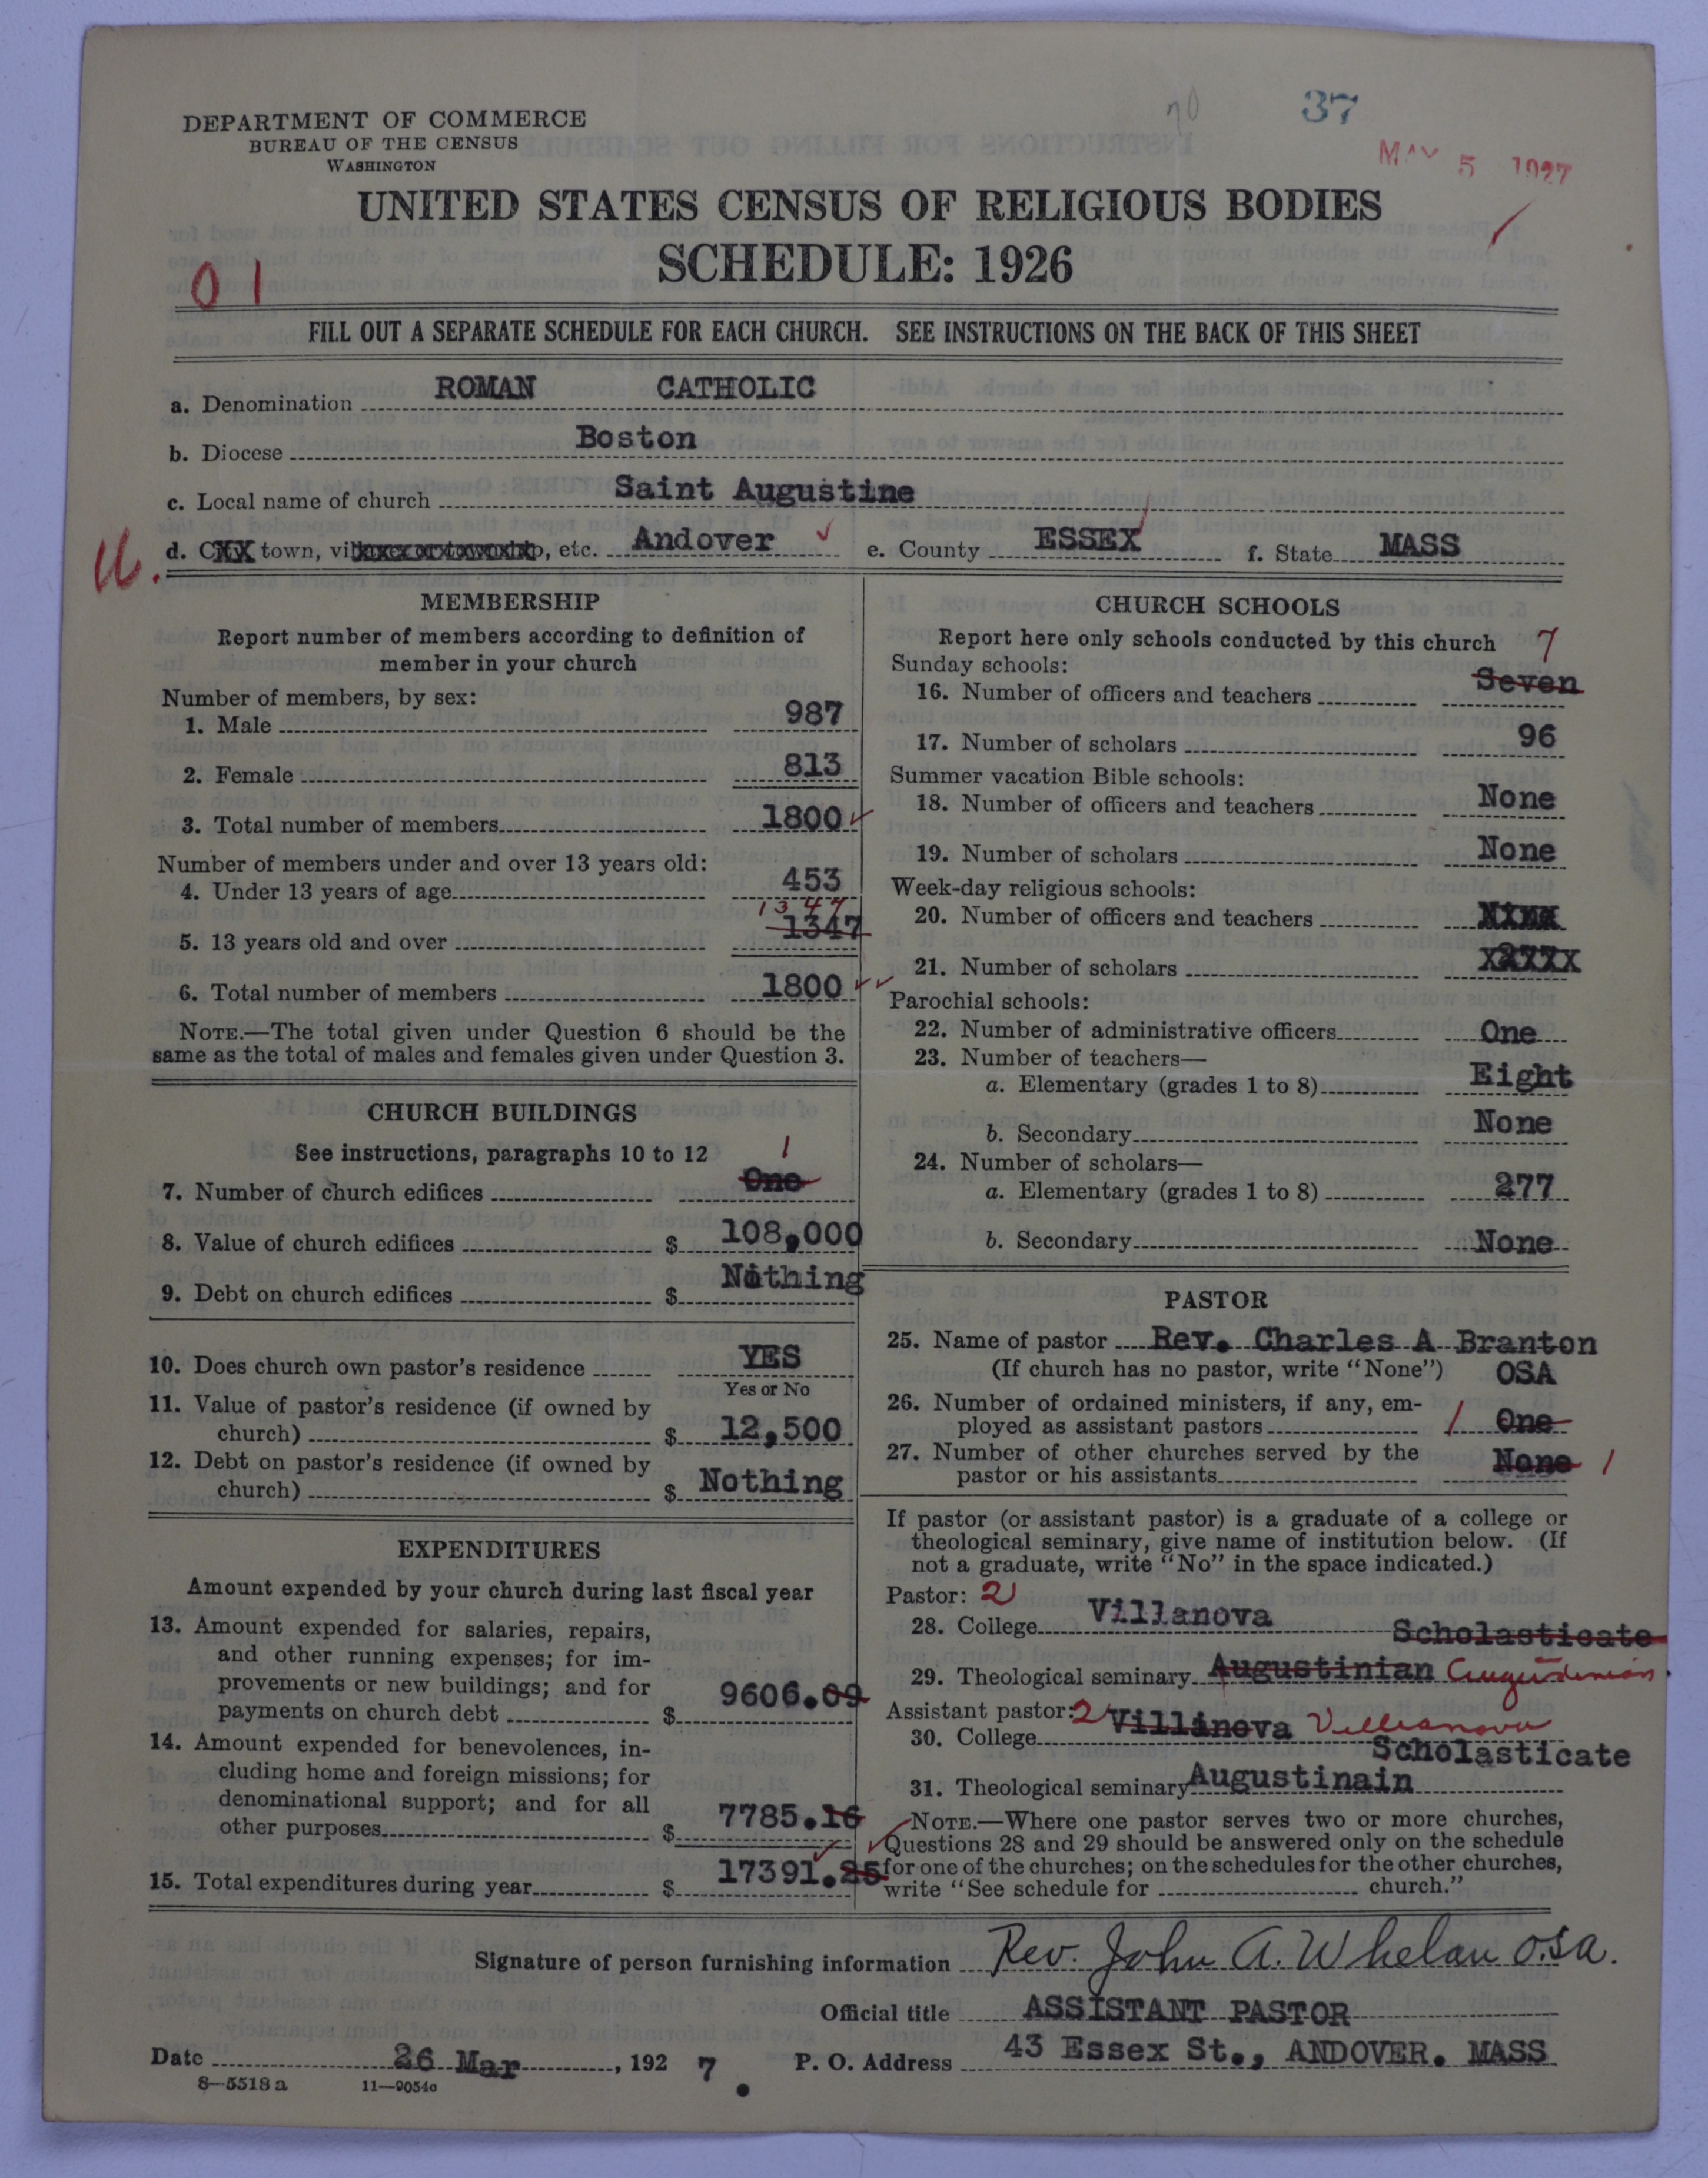 37
MAY 5 1927
DEPARTMENT OF COMMERCE
BUREAU OF THE CENSUS
WASHINGTON
UNITED STATES CENSUS OF RELIGIOUS BODIES
SCHEDULE: 1926
01
FILL OUT A SEPARATE SCHEDULE FOR EACH CHURCH. SEE INSTRUCTIONS ON THE BACK OF THIS SHEET
a. Denomination ROMAN CATHOLIC
b. Diocese Boston
c. Local name of church Saint Augustine
d. town, etc. Andover e. County ESSEX f. State MASS
MEMBERSHIP
Report number of members according to definition of
member in your church
Number of members, by sex:
1. Male 987
2. Female 813
3. Total number of members 1800
Number of members under and over 13 years old:
4. Under 13 years of age 453
1347
5. 13 years old and over 1347
6. Total number of members 1800
NOTE.—The total given under Question 6 should be the
same as the total of males and females given under Question 3.
CHURCH BUILDINGS
See instructions, paragraphs 10 to 12
1
7. Number of church edifices One
8. Value of church edifices $ 108,000
9. Debt on church edifices $ Nothing
10. Does church own pastor's residence YES
Yes or No
11. Value of pastor's residence (if owned by
church) $ 12,500
12. Debt on pastor's residence (if owned by
church) $ Nothing
EXPENDITURES
Amount expended by your church during last fiscal year
13. Amount expended for salaries, repairs,
and other running expenses; for im-
provements or new buildings; and for
payments on church debt $ 9606.09
14. Amount expended for benevolences, in-
cluding home and foreign missions; for
denominational support; and for all
other purposes $ 7785.16
15. Total expenditures during year $ 17391.25
CHURCH SCHOOLS
Report here only schools conducted by this church 7
Sunday schools:
16. Number of officers and teachers Seven
17. Number of scholars 96
Summer vacation Bible schools:
18. Number of officers and teachers None
19. Number of scholars None
Week-day religious schools:
20. Number of officers and teachers
21. Number of scholars
Parochial schools:
22. Number of administrative officers One
23. Number of teachers—
a. Elementary (grades 1 to 8) Eight
b. Secondary None
24. Number of scholars—
a. Elementary (grades 1 to 8) 277
b. Secondary None
PASTOR
25. Name of pastor Rev. Charles A Branton
(If church has no pastor, write "None") OSA
26. Number of ordained ministers, if any, em-
ployed as assistant pastors 1 One
27. Number of other churches served by the
pastor or his assistants None 1
If pastor (or assistant pastor) is a graduate of a college or
theological seminary, give name of institution below. (If
not a graduate, write "No" in the space indicated.)
Pastor: 2
28. College Villanova
Scholasticate
29. Theological seminary Augustinian Augustinian
Assistant pastor: 2
30. College Villinova Villanova
Scholasticate
31. Theological seminary Augustinain
NOTE.—Where one pastor serves two or more churches,
Questions 28 and 29 should be answered only on the schedule
for one of the churches; on the schedules for the other churches,
write "See schedule for church."
Signature of person furnishing information Rev. John A. Whelan O.S.A.
Official title ASSISTANT PASTOR
Date 26 Mar, 192 7. P. O. Address 43 Essex St., ANDOVER. MASS
8—5518a 11—9054o